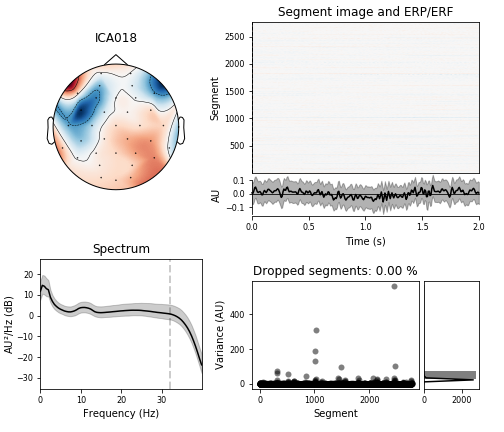 ICA018
Segment image and ERP/ERF
Segment
2500
2000
1500
1000
500
AU
0.1
0.0
−0.1
0.0
0.5
1.0
1.5
2.0
Time (s)
Spectrum
AU²/Hz (dB)
20
10
0
−10
−20
−30
0
10
20
30
Frequency (Hz)
Dropped segments: 0.00 %
Variance (AU)
400
200
0
0
1000
2000
Segment
0
2000